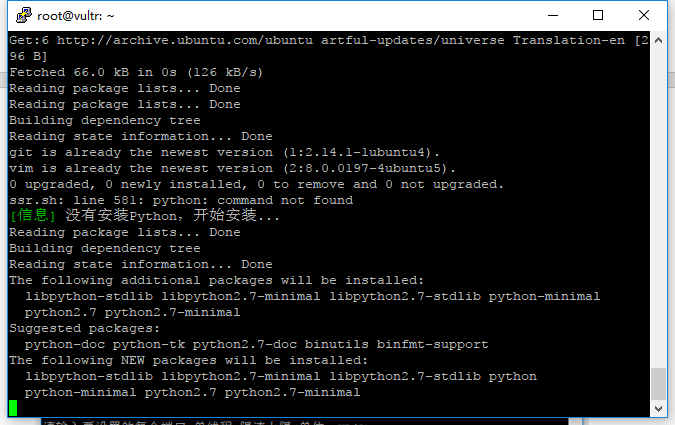 root@vultr: ~
Get:6 http://archive.ubuntu.com/ubuntu artful-updates/universe Translation-en [2
96 B]
Fetched 66.0 kB in 0s (126 kB/s)
Reading package lists... Done
Reading package lists... Done
Building dependency tree
Reading state information... Done
git is already the newest version (1:2.14.1-1ubuntu4).
vim is already the newest version (2:8.0.0197-4ubuntu5).
0 upgraded, 0 newly installed, 0 to remove and 0 not upgraded.
ssr.sh: line 581: python: command not found
[信息] 没有安装Python，开始安装...
Reading package lists... Done
Building dependency tree
Reading state information... Done
The following additional packages will be installed:
libpython-stdlib libpython2.7-minimal libpython2.7-stdlib python-minimal
python2.7 python2.7-minimal
Suggested packages:
python-doc python-tk python2.7-doc binutils binfmt-support
The following NEW packages will be installed:
libpython-stdlib libpython2.7-minimal libpython2.7-stdlib python
python-minimal python2.7 python2.7-minimal